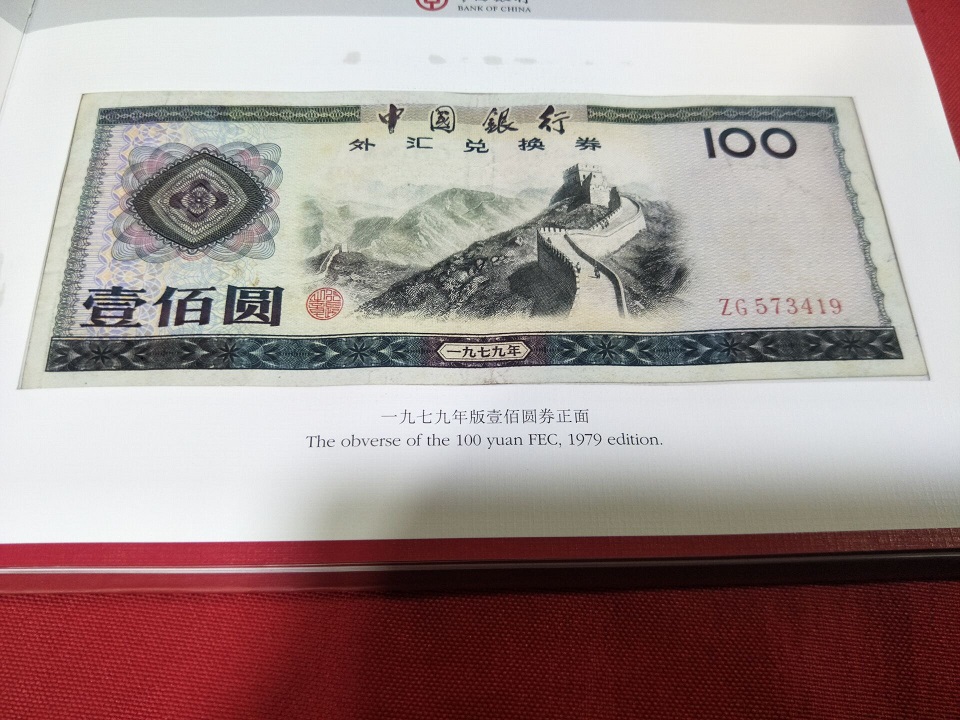 BANK OF CHINA
中國銀行
外汇兑换券
100
壹佰圆
ZG 573419
一九七九年
一九七九年版壹佰圆券正面
The obverse of the 100 yuan FEC, 1979 edition.